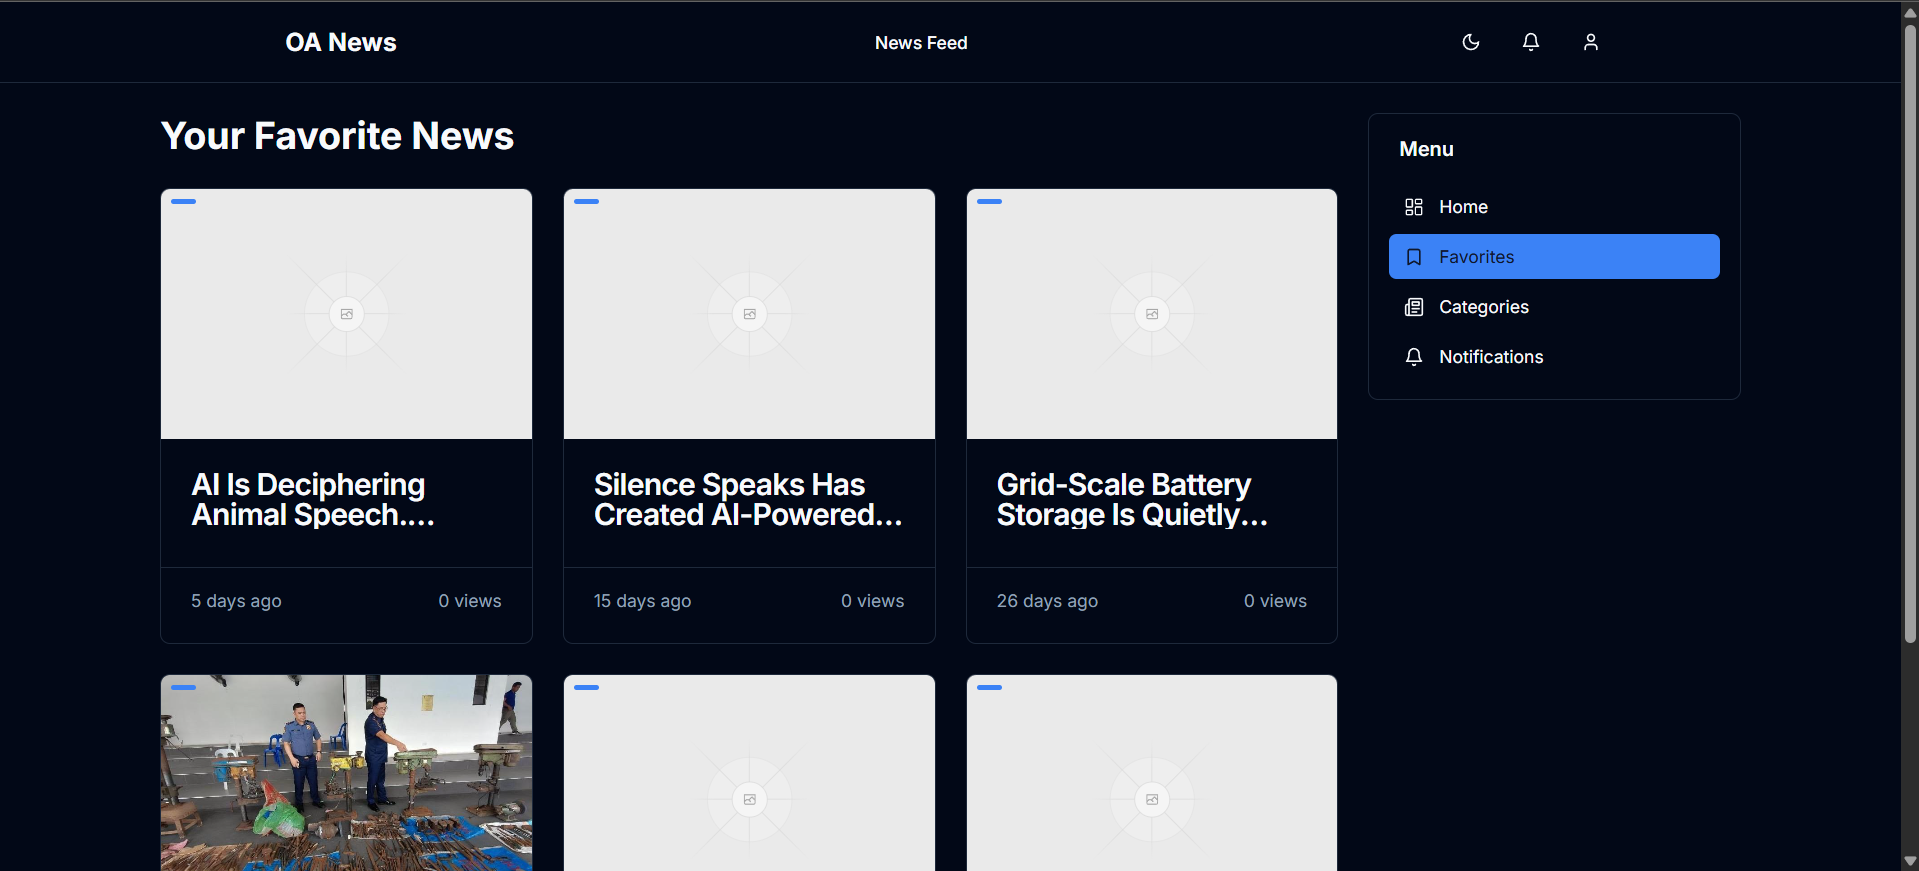 OA News
News Feed
Your Favorite News
AI Is Deciphering
Animal Speech....
5 days ago
0 views
Silence Speaks Has
Created AI-Powered...
15 days ago
0 views
Grid-Scale Battery
Storage Is Quietly...
26 days ago
0 views
Menu
Home
Favorites
Categories
Notifications